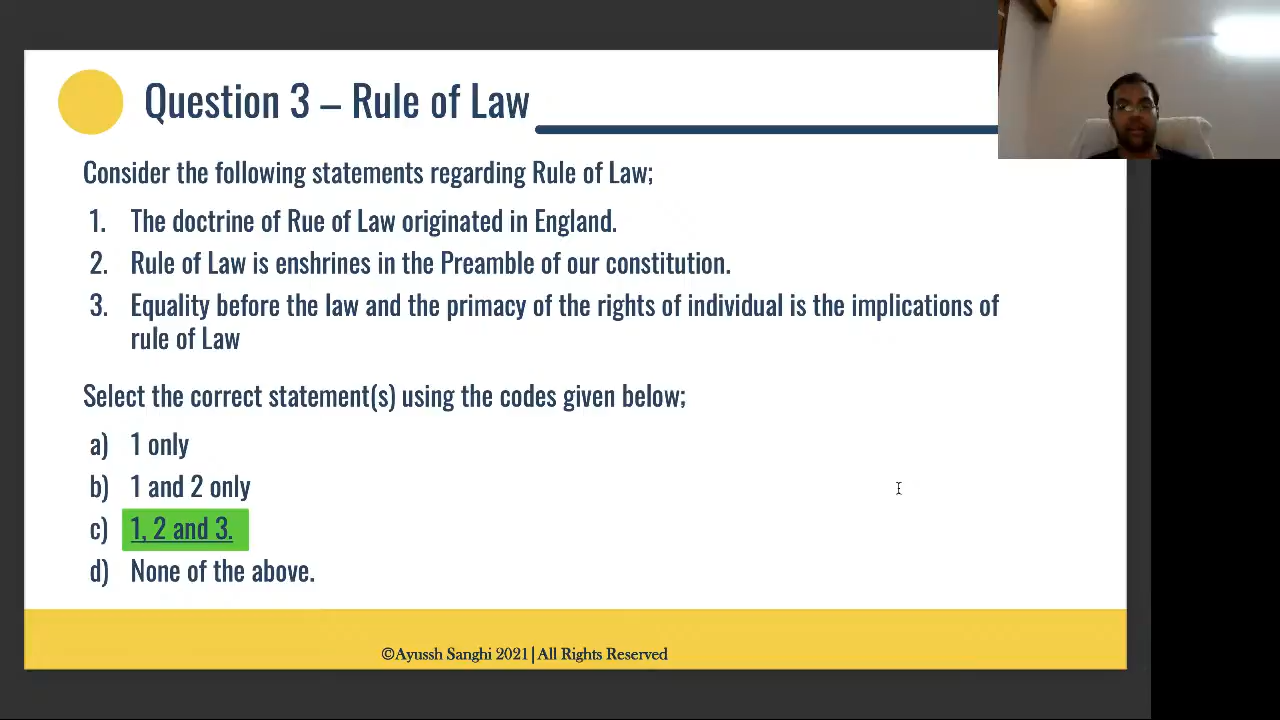 Question 3 – Rule of Law
Consider the following statements regarding Rule of Law;
1. The doctrine of Rue of Law originated in England.
2. Rule of Law is enshrines in the Preamble of our constitution.
3. Equality before the law and the primacy of the rights of individual is the implications of
rule of Law
Select the correct statement(s) using the codes given below;
a) 1 only
b) 1 and 2 only
c) 1, 2 and 3.
d) None of the above.
©Ayussh Sanghi 2021|All Rights Reserved